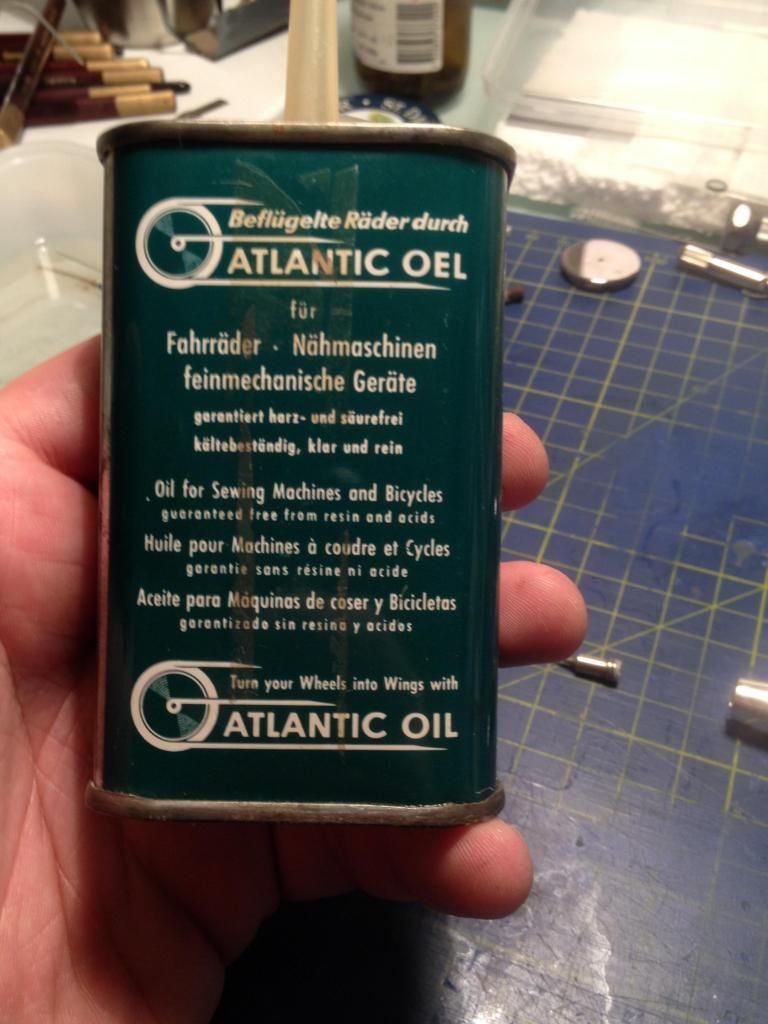 Beflügelte Räder durch
ATLANTIC OEL
für
Fahrräder · Nähmaschinen
feinmechanische Geräte
garantiert harz- und säurefrei
kältebeständig, klar und rein
Oil for Sewing Machines and Bicycles
guaranteed free from resin and acids
Huile pour Machines à coudre et Cycles
garantie sans résine ni acide
Aceite para Máquinas de coser y Bicicletas
garantizado sin resina y acidos
Turn your Wheels into Wings with
ATLANTIC OIL